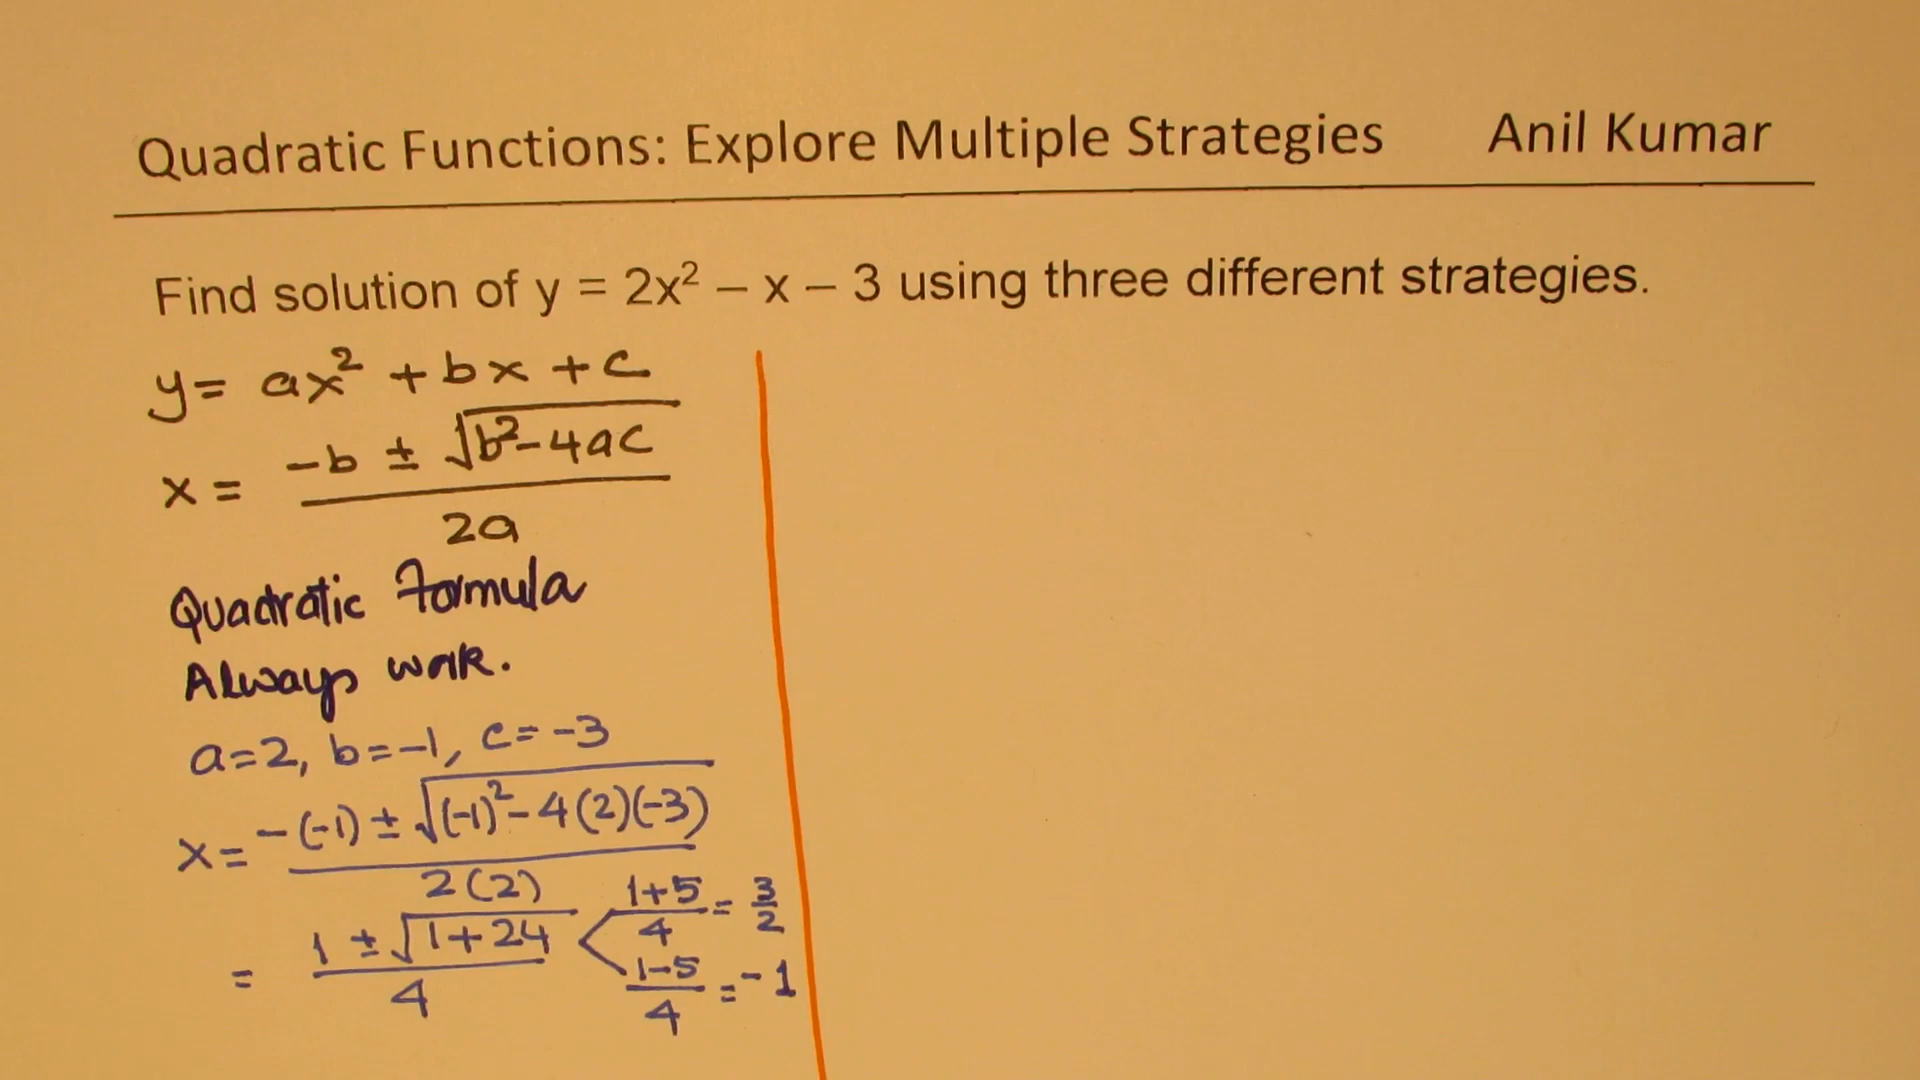 Quadratic Functions: Explore Multiple Strategies Anil Kumar
Find solution of y = 2x² – x – 3 using three different strategies.
y= ax² + bx + c
x = (-b ± √(b²-4ac)) / 2a
Quadratic Formula
Always work.
a=2, b=-1, c=-3
x= (-(-1) ± √((-1)²-4(2)(-3))) / 2(2)
= (1 ± √(1+24)) / 4 < (1+5)/4 = 3/2
(1-5)/4 = -1